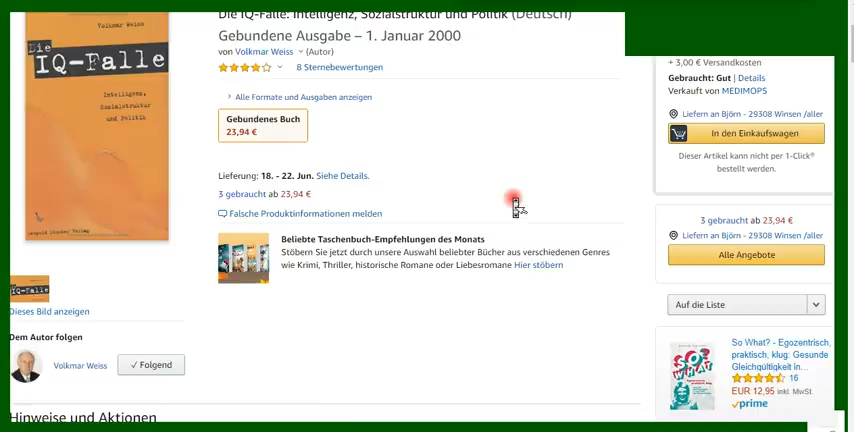 Volkmar Weiss
Die
IQ-Falle
Intelligenz,
Sozialstruktur
und Politik
Leopold Stocker Verlag
IQ-Falle
Dieses Bild anzeigen
Dem Autor folgen
Volkmar Weiss
✓ Folgend
Hinweise und Aktionen
Die IQ-Falle: Intelligenz, Sozialstruktur und Politik (Deutsch)
Gebundene Ausgabe – 1. Januar 2000
von Volkmar Weiss (Autor)
8 Sternebewertungen
Alle Formate und Ausgaben anzeigen
Gebundenes Buch
23,94 €
Lieferung: 18. - 22. Jun. Siehe Details.
3 gebraucht ab 23,94 €
Falsche Produktinformationen melden
Beliebte Taschenbuch-Empfehlungen des Monats
Stöbern Sie jetzt durch unsere Auswahl beliebter Bücher aus verschiedenen Genres
wie Krimi, Thriller, historische Romane oder Liebesromane Hier stöbern
+ 3,00 € Versandkosten
Gebraucht: Gut | Details
Verkauft von MEDIMOPS
Liefern an Björn - 29308 Winsen /aller
In den Einkaufswagen
Dieser Artikel kann nicht per 1-Click®
bestellt werden.
3 gebraucht ab 23,94 €
Liefern an Björn - 29308 Winsen /aller
Alle Angebote
Auf die Liste
SO?
WHAT
So What? - Egozentrisch,
praktisch, klug: Gesunde
Gleichgültigkeit in...
16
EUR 12,95 inkl. MwSt.
prime